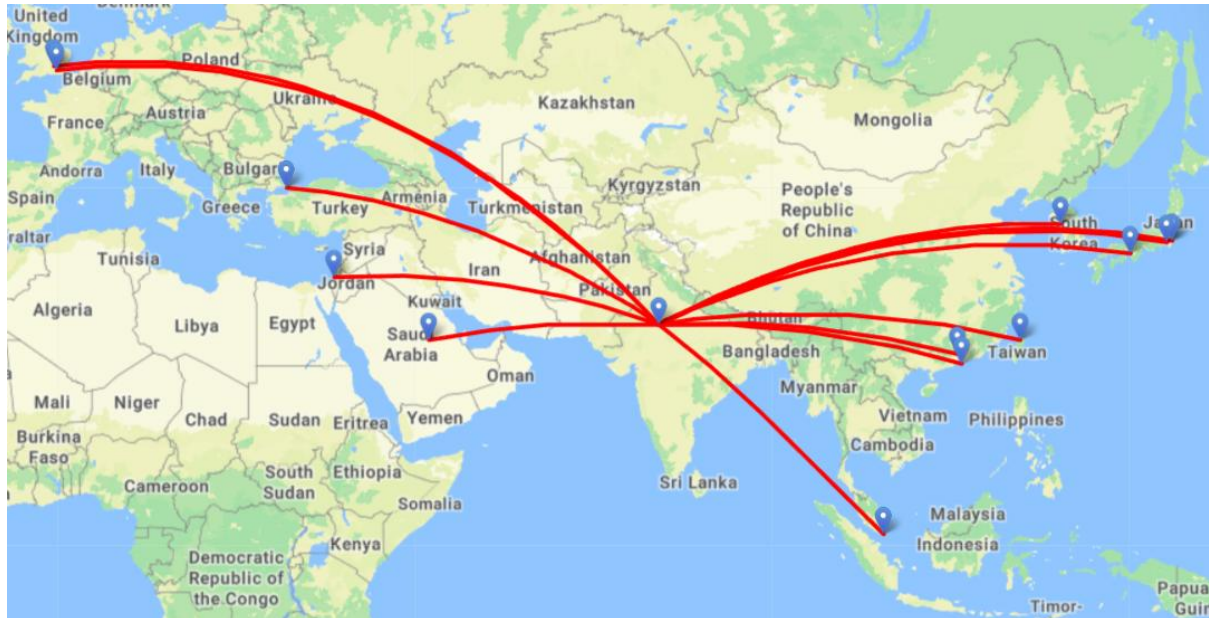 United
Kingdom
Denmark
Belgium
Poland
Ukraine
France
Austria
Andorra
Italy
Bulgar
Spain
Greece
Turkey
Armenia
Kazakhstan
Mongolia
Kyrgyzstan
Turkmenistan
People's
Republic
of China
South
Korea
Japan
raltar
Tunisia
Syria
Jordan
Iran
Afghanistan
Pakistan
Kuwait
Algeria
Libya
Egypt
Saudi
Arabia
Oman
Bhutan
Bangladesh
Myanmar
Taiwan
Mali
Niger
Chad
Sudan
Eritrea
Yemen
Vietnam
Philippines
Cambodia
Burkina
Faso
Cameroon
South
Sudan
Ethiopia
Somalia
Sri Lanka
Kenya
Malaysia
Indonesia
Democratic
Republic of
the Congo
Papua
Timor-